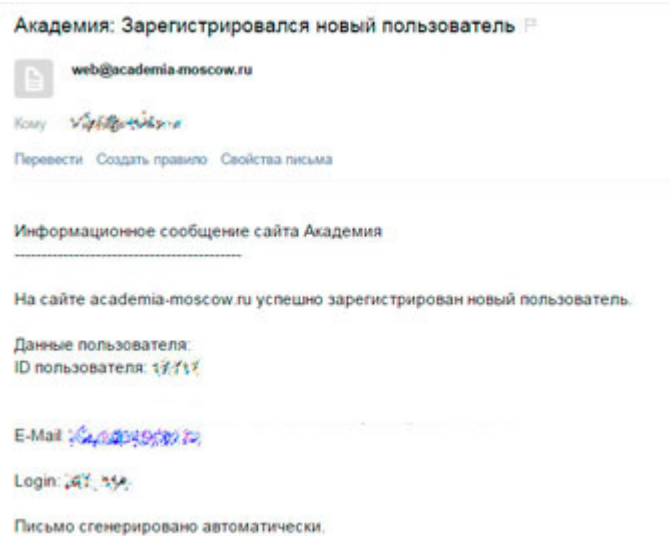 Академия: Зарегистрировался новый пользователь
web@academia-moscow.ru
Кому
Перевести Создать правило Свойства письма
Информационное сообщение сайта Академия
------------------------------------------
На сайте academia-moscow.ru успешно зарегистрирован новый пользователь.
Данные пользователя:
ID пользователя:
E-Mail:
Login:
Письмо сгенерировано автоматически.